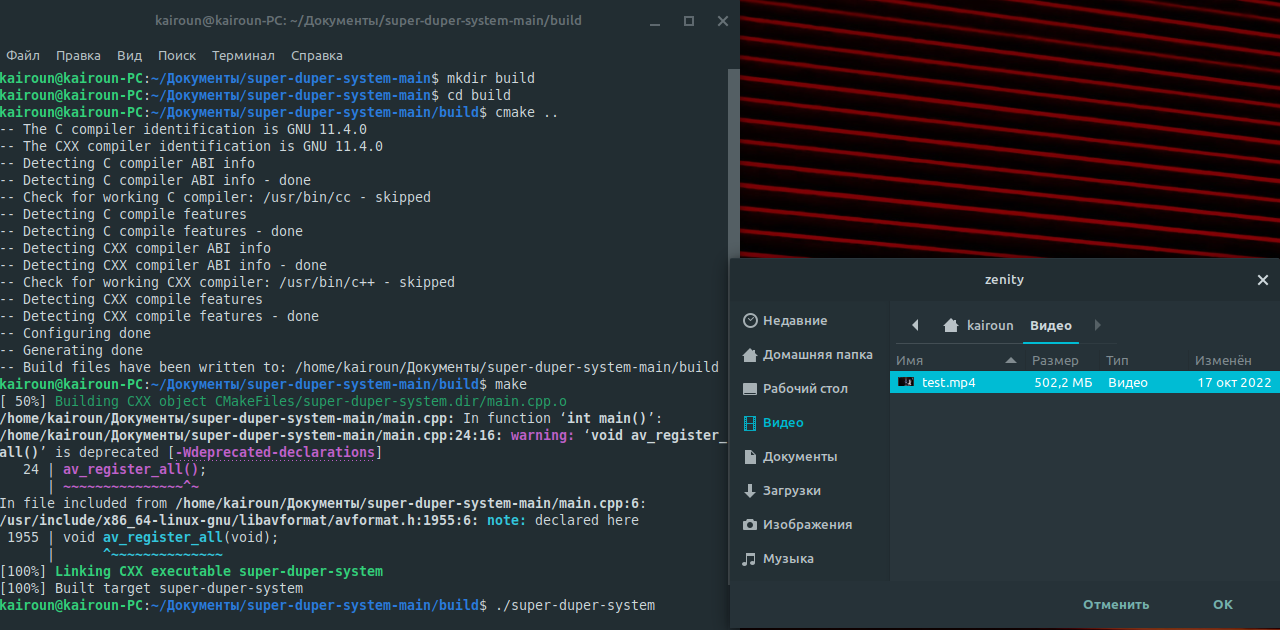 kairoun@kairoun-PC: ~/Документы/super-duper-system-main/build
Файл Правка Вид Поиск Терминал Справка
kairoun@kairoun-PC:~/Документы/super-duper-system-main$ mkdir build
kairoun@kairoun-PC:~/Документы/super-duper-system-main$ cd build
kairoun@kairoun-PC:~/Документы/super-duper-system-main/build$ cmake ..
-- The C compiler identification is GNU 11.4.0
-- The CXX compiler identification is GNU 11.4.0
-- Detecting C compiler ABI info
-- Detecting C compiler ABI info - done
-- Check for working C compiler: /usr/bin/cc - skipped
-- Detecting C compile features
-- Detecting C compile features - done
-- Detecting CXX compiler ABI info
-- Detecting CXX compiler ABI info - done
-- Check for working CXX compiler: /usr/bin/c++ - skipped
-- Detecting CXX compile features
-- Detecting CXX compile features - done
-- Configuring done
-- Generating done
-- Build files have been written to: /home/kairoun/Документы/super-duper-system-main/build
kairoun@kairoun-PC:~/Документы/super-duper-system-main/build$ make
[ 50%] Building CXX object CMakeFiles/super-duper-system.dir/main.cpp.o
/home/kairoun/Документы/super-duper-system-main/main.cpp: In function ‘int main()’:
/home/kairoun/Документы/super-duper-system-main/main.cpp:24:16: warning: ‘void av_register_
all()’ is deprecated [-Wdeprecated-declarations]
24 | av_register_all();
| ~~~~~~~~~~~~~~~^~
In file included from /home/kairoun/Документы/super-duper-system-main/main.cpp:6:
/usr/include/x86_64-linux-gnu/libavformat/avformat.h:1955:6: note: declared here
1955 | void av_register_all(void);
| ^~~~~~~~~~~~~~~
[100%] Linking CXX executable super-duper-system
[100%] Built target super-duper-system
kairoun@kairoun-PC:~/Документы/super-duper-system-main/build$ ./super-duper-system
zenity
Недавние
Домашняя папка
Рабочий стол
Видео
Документы
Загрузки
Изображения
Музыка
kairoun Видео
Имя Размер Тип Изменён
test.mp4 502,2 МБ Видео 17 окт 2022
Отменить OK